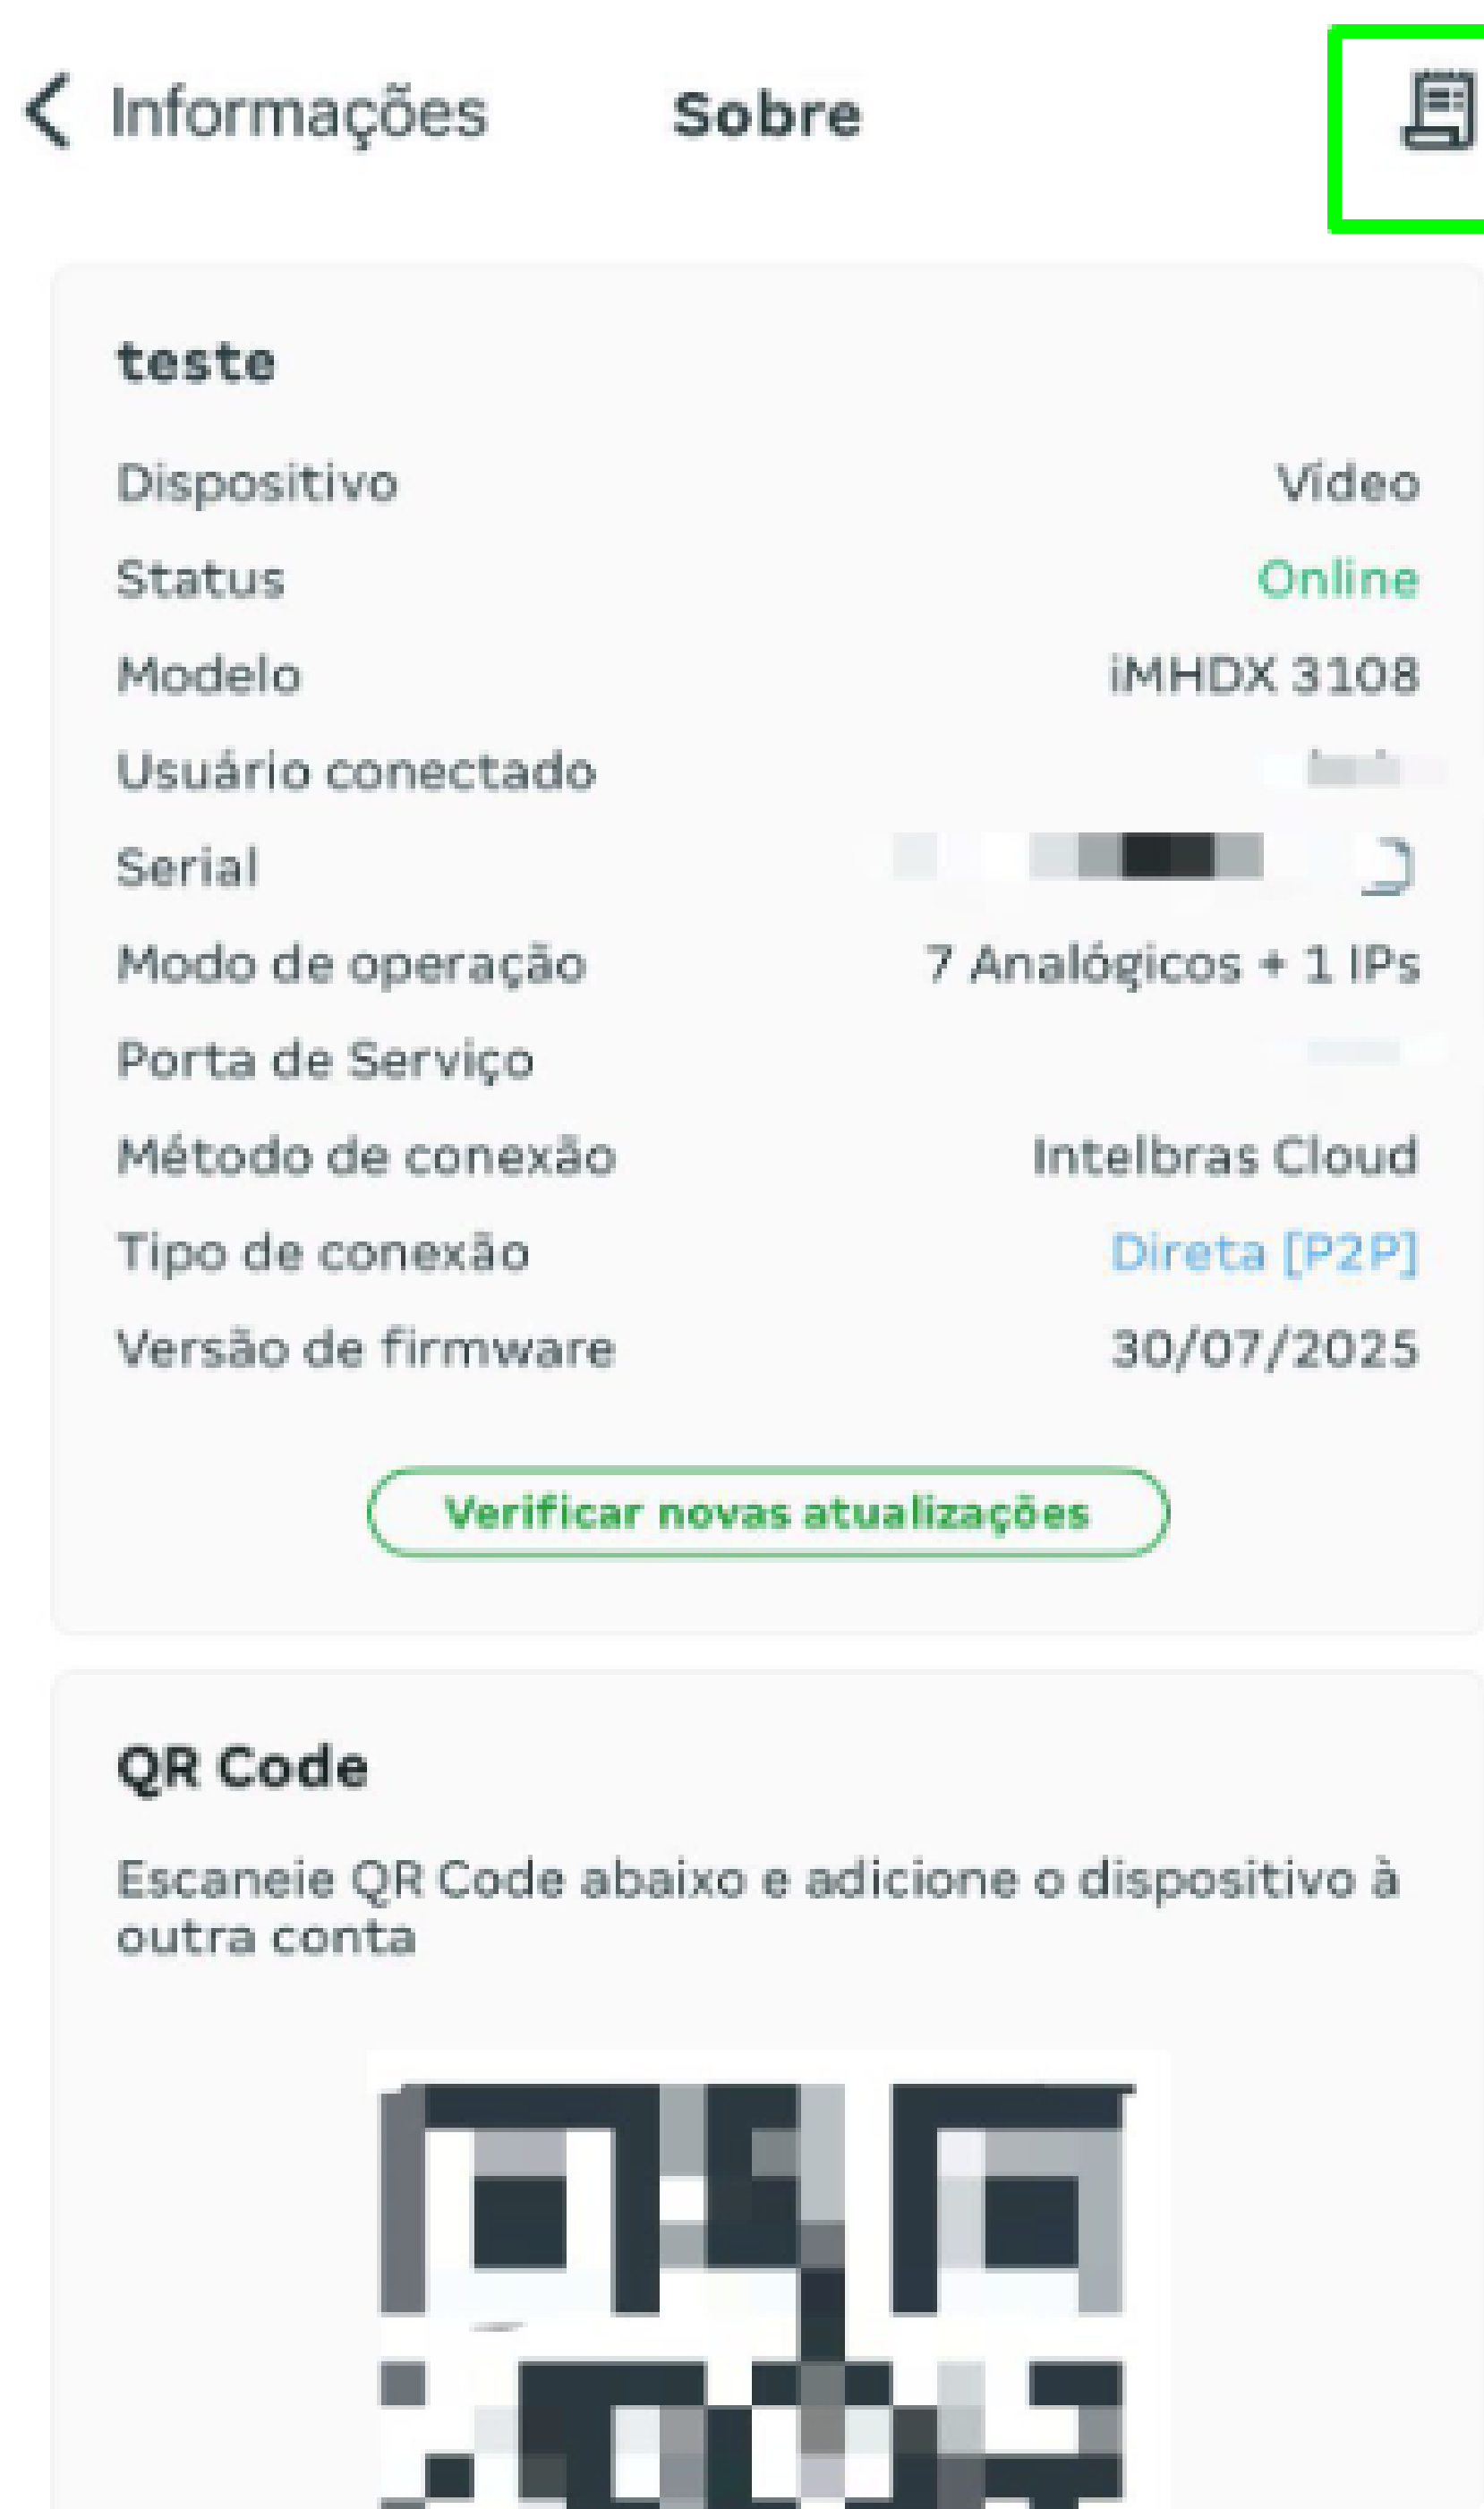 Informações
Sobre
teste
Dispositivo Vídeo
Status Online
Modelo iMHDX 3108
Usuário conectado
Serial
Modo de operação 7 Analógicos + 1 IPs
Porta de Serviço
Método de conexão Intelbras Cloud
Tipo de conexão Direta [P2P]
Versão de firmware 30/07/2025
Verificar novas atualizações
QR Code
Escaneie QR Code abaixo e adicione o dispositivo à
outra conta